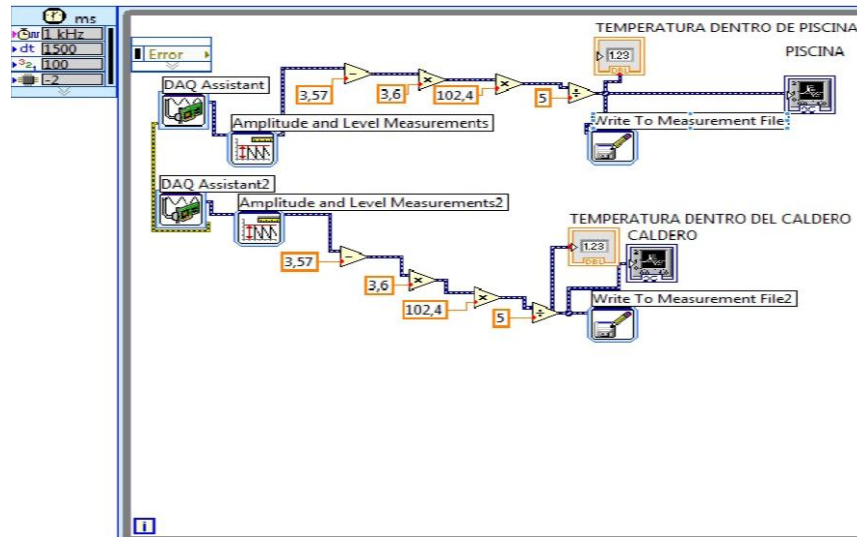 ms
1 kHz
dt 1500
100
-2
Error
TEMPERATURA DENTRO DE PISCINA
1.23
DBL
PISCINA
DAQ Assistant
3,57
3,6
102,4
5
Amplitude and Level Measurements
Write To Measurement File
DAQ Assistant2
Amplitude and Level Measurements2
TEMPERATURA DENTRO DEL CALDERO
CALDERO
1.23
DBL
3,57
3,6
102,4
5
Write To Measurement File2
i